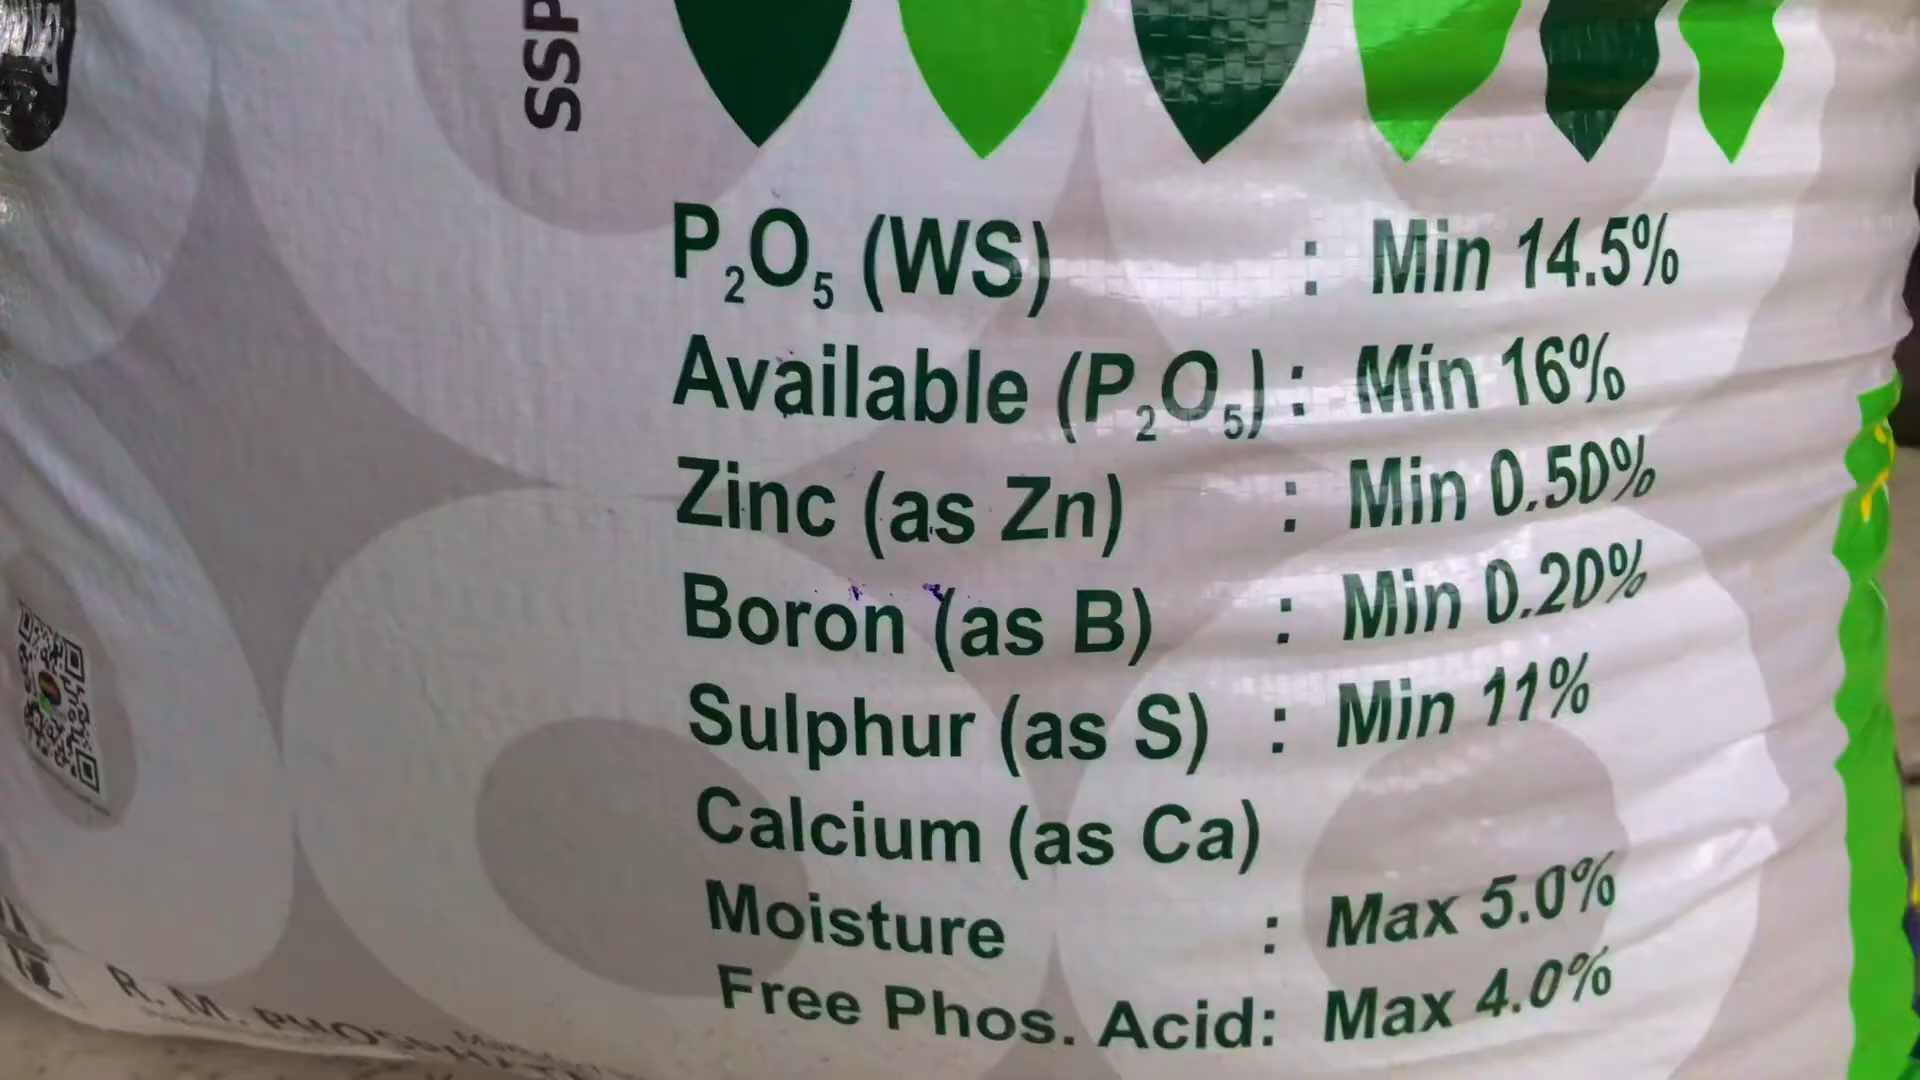 SSP
P₂O₅ (WS) : Min 14.5%
Available (P₂O₅) : Min 16%
Zinc (as Zn) : Min 0.50%
Boron (as B) : Min 0.20%
Sulphur (as S) : Min 11%
Calcium (as Ca)
Moisture : Max 5.0%
Free Phos. Acid: Max 4.0%
R. M.